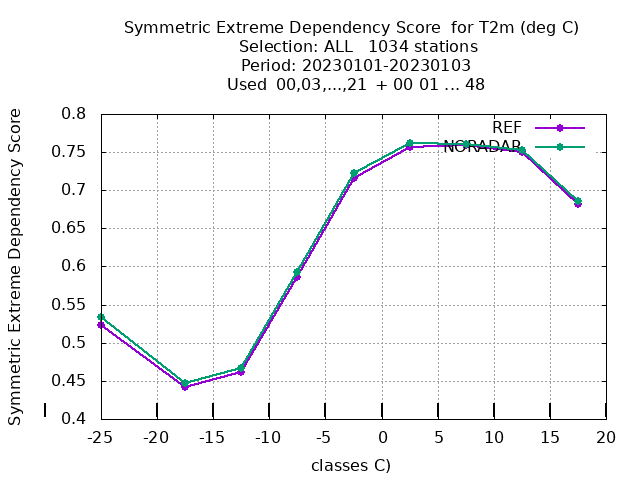 Symmetric Extreme Dependency Score for T2m (deg C)
Selection: ALL 1034 stations
Period: 20230101-20230103
Used 00,03,...,21 + 00 01 ... 48
Symmetric Extreme Dependency Score
0.8
0.75
0.7
0.65
0.6
0.55
0.5
0.45
0.4
REF
NORADAR
-25 -20 -15 -10 -5 0 5 10 15 20
classes C)